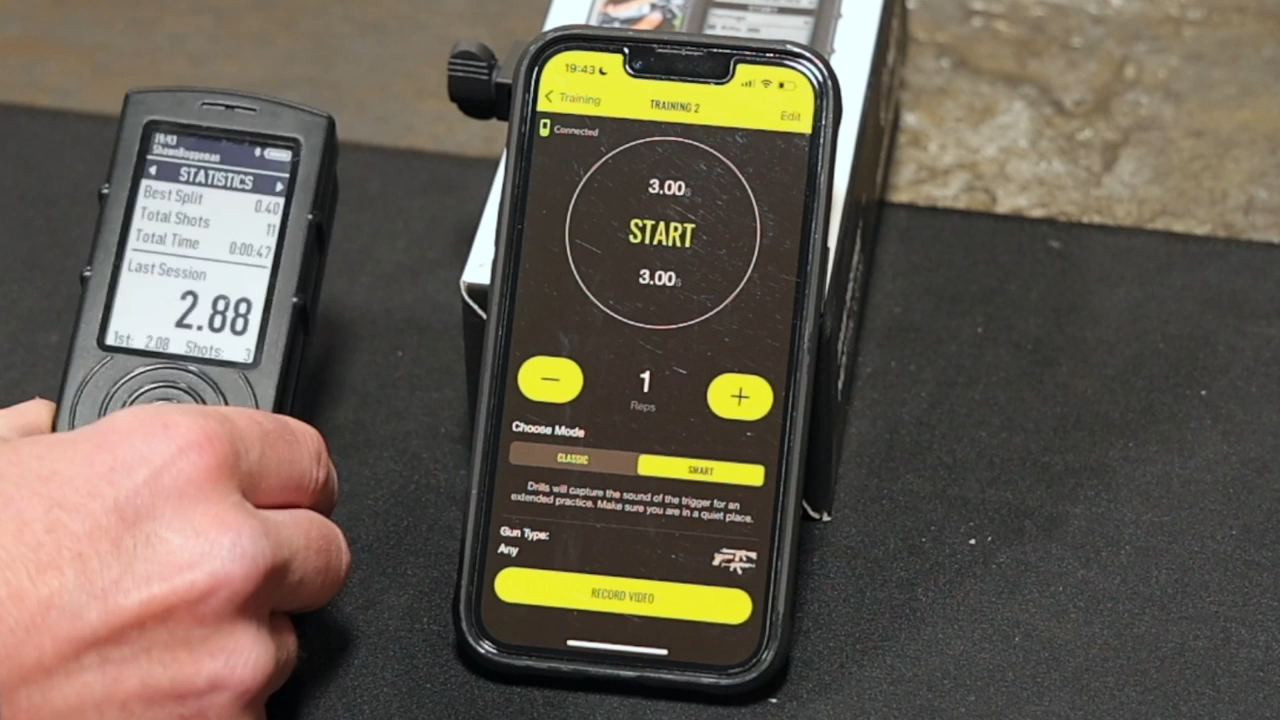 19:43
ShawnRoggeman
STATISTICS
Best Split 0.40
Total Shots 11
Total Time 0:00:47
Last Session
2.88
1st: 2.08 Shots: 3
19:43
Training TRAINING 2 Edit
Connected
3.00s
START
3.00s
− 1 +
Reps
Choose Mode
CLASSIC SMART
Drills will capture the sound of the trigger for an
extended practice. Make sure you are in a quiet place.
Gun Type:
Any
RECORD VIDEO